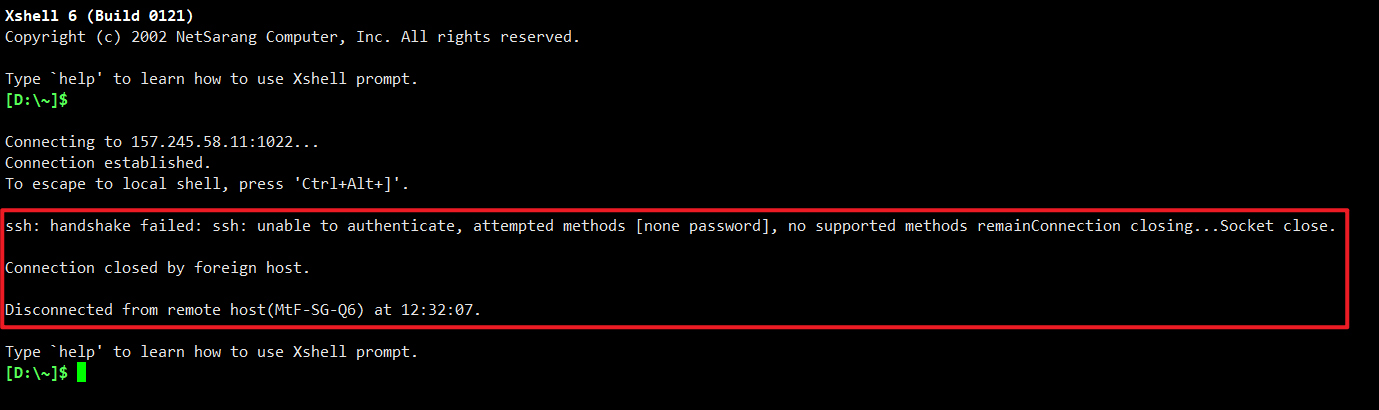 Xshell 6 (Build 0121)
Copyright (c) 2002 NetSarang Computer, Inc. All rights reserved.
Type `help' to learn how to use Xshell prompt.
[D:\~]$
Connecting to 157.245.58.11:1022...
Connection established.
To escape to local shell, press 'Ctrl+Alt+]'.
ssh: handshake failed: ssh: unable to authenticate, attempted methods [none password], no supported methods remainConnection closing...Socket close.
Connection closed by foreign host.
Disconnected from remote host(MtF-SG-Q6) at 12:32:07.
Type `help' to learn how to use Xshell prompt.
[D:\~]$